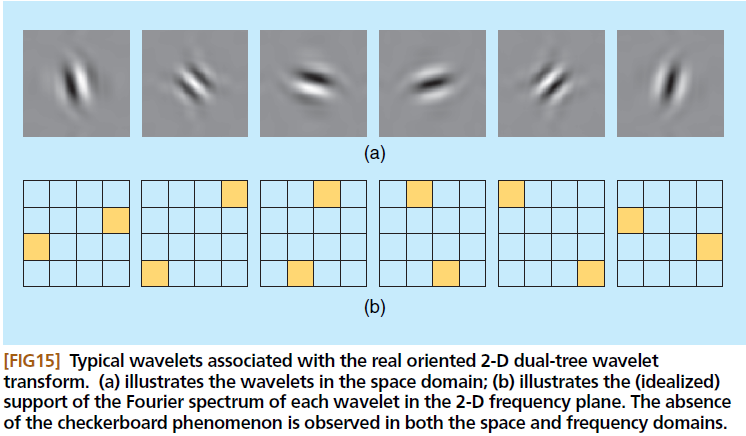 (a)
(b)
[FIG15] Typical wavelets associated with the real oriented 2-D dual-tree wavelet
transform. (a) illustrates the wavelets in the space domain; (b) illustrates the (idealized)
support of the Fourier spectrum of each wavelet in the 2-D frequency plane. The absence
of the checkerboard phenomenon is observed in both the space and frequency domains.